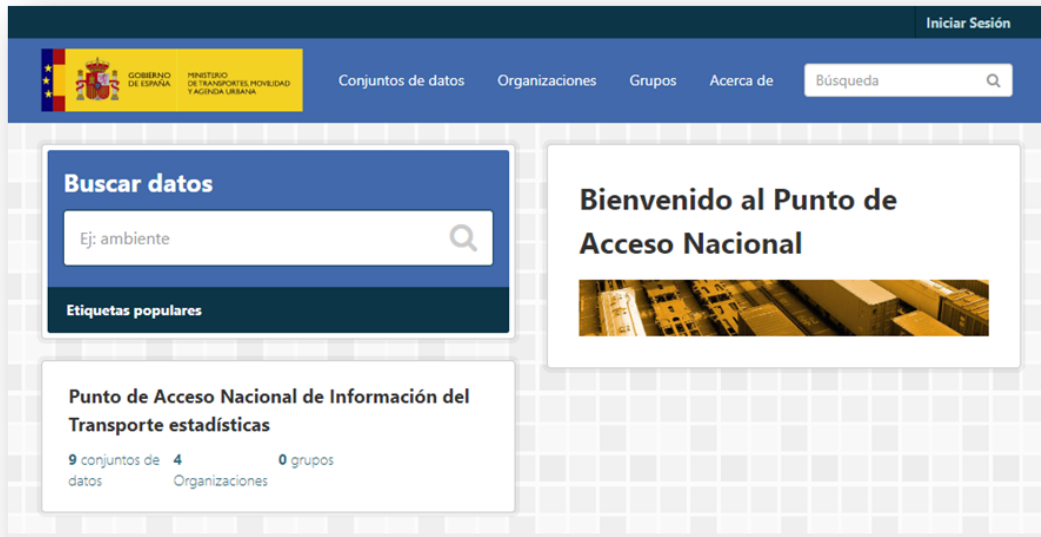 Iniciar Sesión
GOBIERNO
DE ESPAÑA
MINISTERIO
DE TRANSPORTES, MOVILIDAD
Y AGENDA URBANA
Conjuntos de datos
Organizaciones
Grupos
Acerca de
Búsqueda
Buscar datos
Ej: ambiente
Etiquetas populares
Bienvenido al Punto de
Acceso Nacional
Punto de Acceso Nacional de Información del
Transporte estadísticas
9 conjuntos de
datos
4
Organizaciones
0 grupos